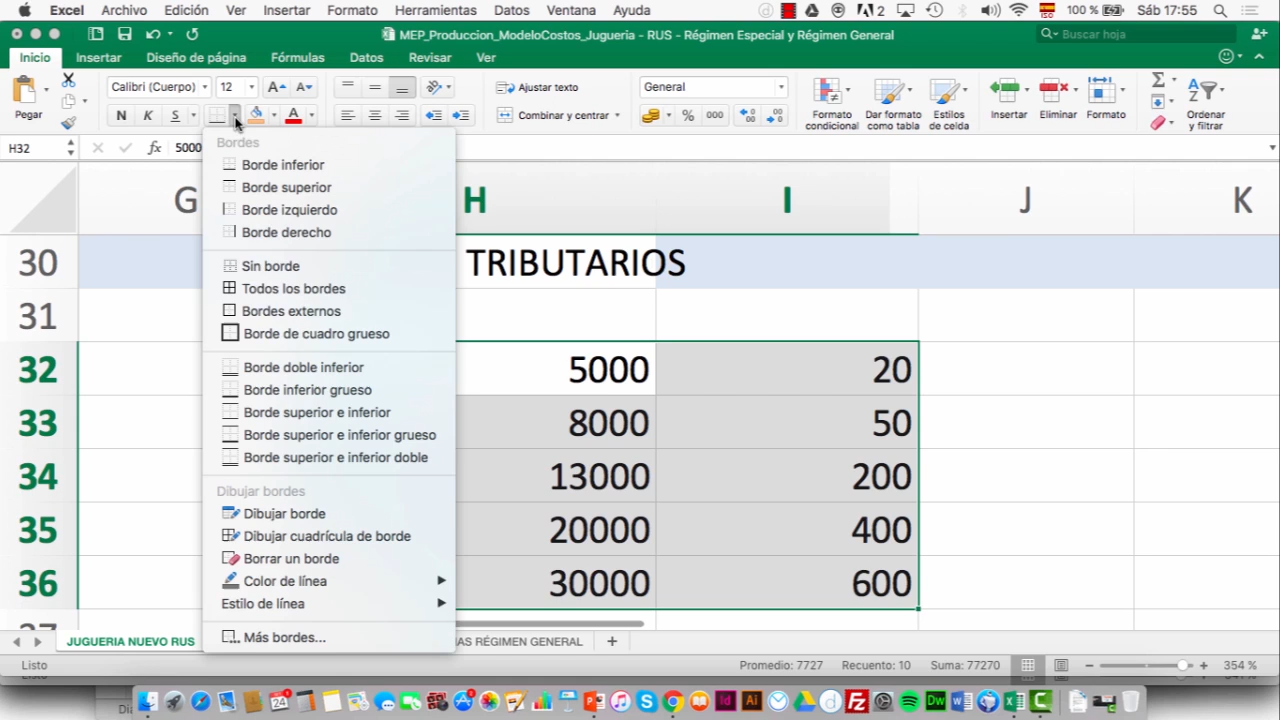 Excel Archivo Edición Ver Insertar Formato Herramientas Datos Ventana Ayuda 2 ISO 100 % Sáb 17:55
MEP_Produccion_ModeloCostos_Jugueria - RUS - Régimen Especial y Régimen General
Buscar hoja
Inicio Insertar Diseño de página Fórmulas Datos Revisar Ver
Pegar
Calibri (Cuerpo) 12 A A
N K S A
Ajustar texto
Combinar y centrar
General
% 000
Formato condicional
Dar formato como tabla
Estilos de celda
Insertar Eliminar Formato
Ordenar y filtrar
H32 fx 5000
Bordes
Borde inferior
Borde superior
Borde izquierdo
Borde derecho
Sin borde
Todos los bordes
Bordes externos
Borde de cuadro grueso
Borde doble inferior
Borde inferior grueso
Borde superior e inferior
Borde superior e inferior grueso
Borde superior e inferior doble
Dibujar bordes
Dibujar borde
Dibujar cuadrícula de borde
Borrar un borde
Color de línea
Estilo de línea
Más bordes...
G H I J K
30 TRIBUTARIOS
31
32 5000 20
33 8000 50
34 13000 200
35 20000 400
36 30000 600
JUGUERIA NUEVO RUS AS RÉGIMEN GENERAL +
Listo Promedio: 7727 Recuento: 10 Suma: 77270 354 %